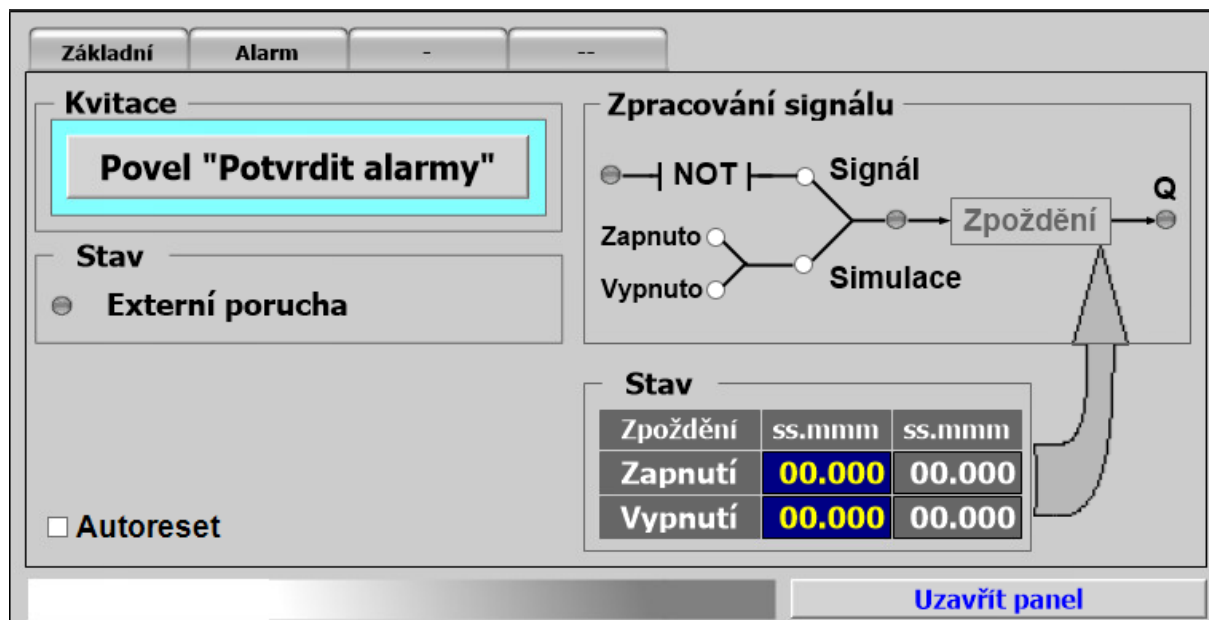 Základní Alarm - --
Kvitace
Povel "Potvrdit alarmy"
Stav
Externí porucha
Autoreset
Zpracování signálu
NOT Signál
Zapnuto
Vypnuto
Simulace
Zpoždění
Q
Stav
Zpoždění ss.mmm ss.mmm
Zapnutí 00.000 00.000
Vypnutí 00.000 00.000
Uzavřít panel